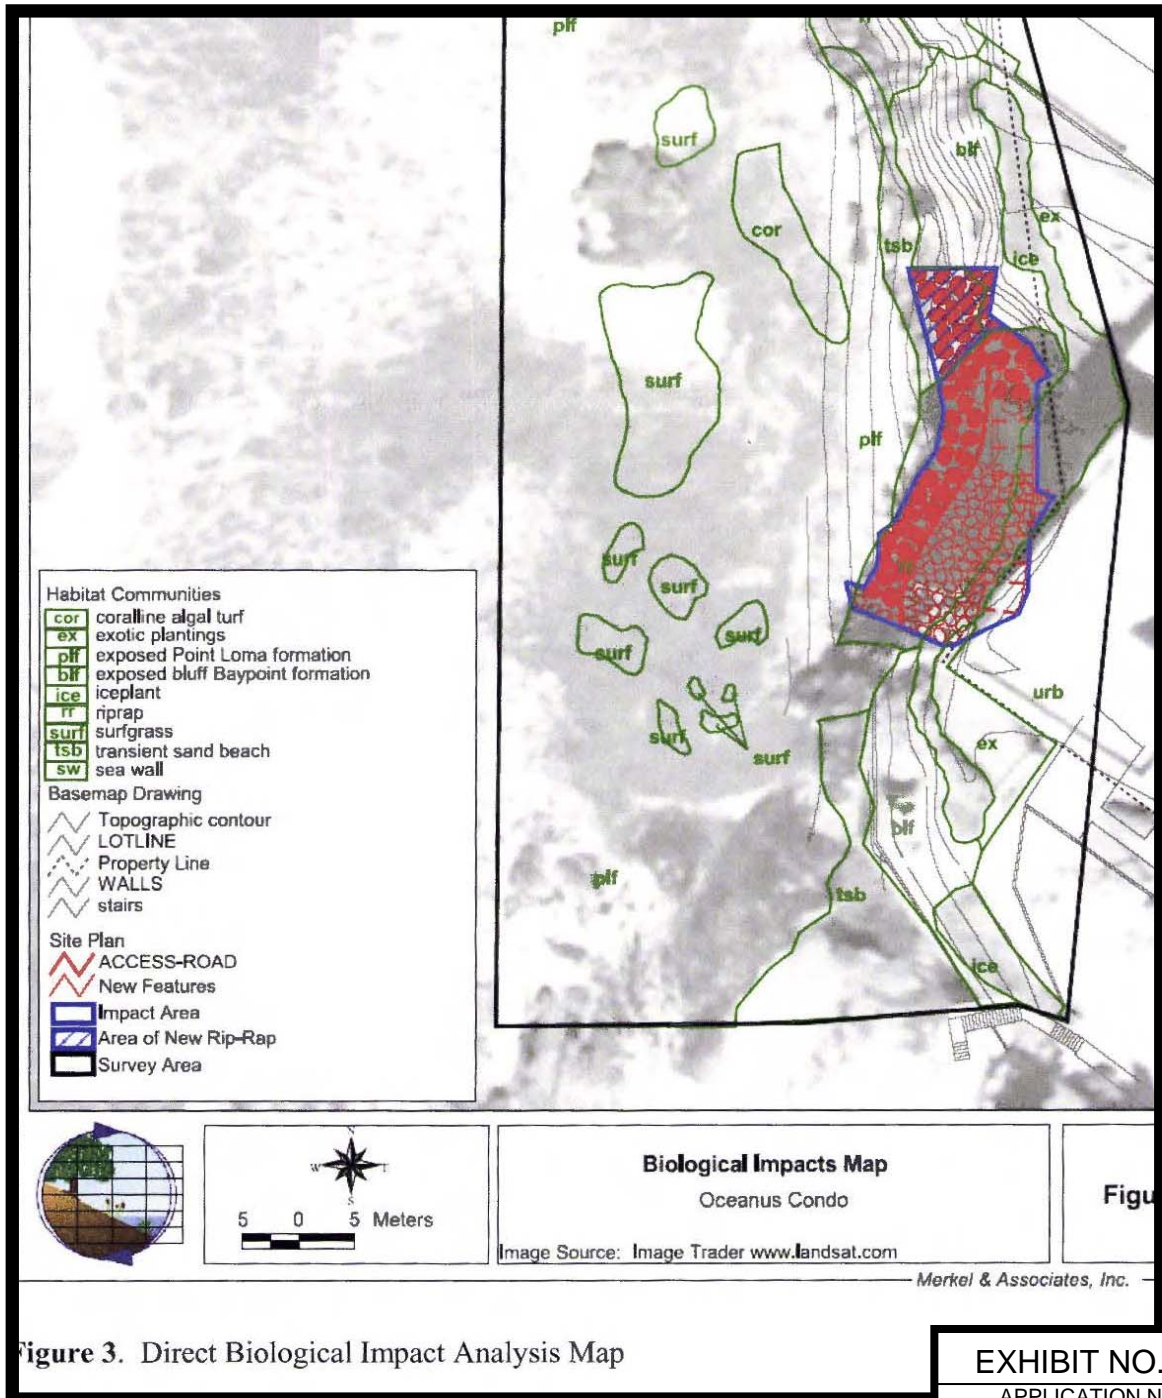 plf
surf
blf
cor
ex
tsb
ice
surf
plf
surf
surf
surf
surf
urb
surf
surf
ex
blf
plf
tsb
ice
Habitat Communities
cor coralline algal turf
ex exotic plantings
plf exposed Point Loma formation
blf exposed bluff Baypoint formation
ice iceplant
rr riprap
surf surfgrass
tsb transient sand beach
sw sea wall
Basemap Drawing
Topographic contour
LOTLINE
Property Line
WALLS
stairs
Site Plan
ACCESS-ROAD
New Features
Impact Area
Area of New Rip-Rap
Survey Area
N
W
S
5 0 5 Meters
Biological Impacts Map
Oceanus Condo
Image Source: Image Trader www.landsat.com
Figu
Merkel & Associates, Inc.
Figure 3. Direct Biological Impact Analysis Map
EXHIBIT NO.
APPLICATION N